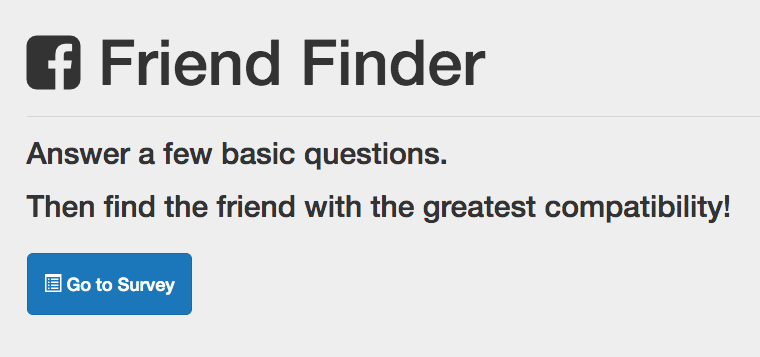 Friend Finder
Answer a few basic questions.
Then find the friend with the greatest compatibility!
Go to Survey